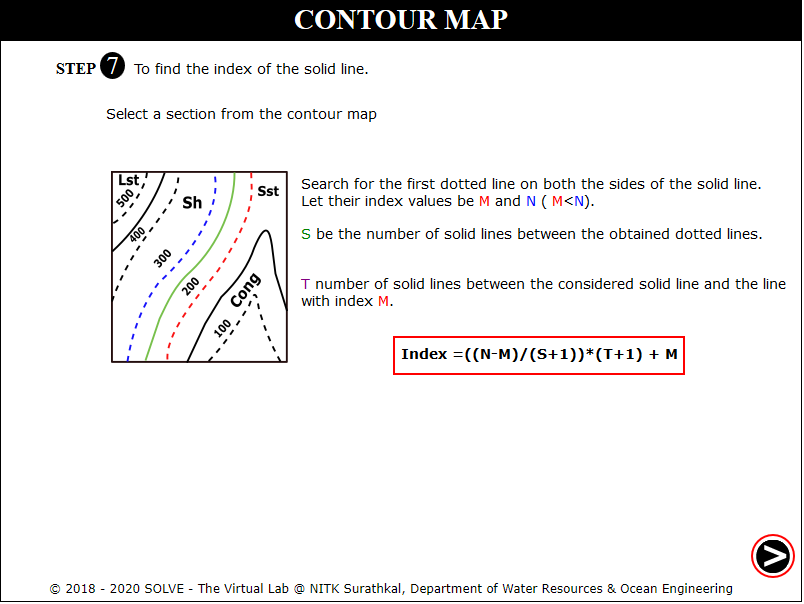 CONTOUR MAP
STEP 7 To find the index of the solid line.
Select a section from the contour map
Lst
500
Sh
Sst
400
300
200
Cong
100
Search for the first dotted line on both the sides of the solid line.
Let their index values be M and N ( M<N).
S be the number of solid lines between the obtained dotted lines.
T number of solid lines between the considered solid line and the line
with index M.
Index =((N-M)/(S+1))*(T+1) + M
>
© 2018 - 2020 SOLVE - The Virtual Lab @ NITK Surathkal, Department of Water Resources & Ocean Engineering